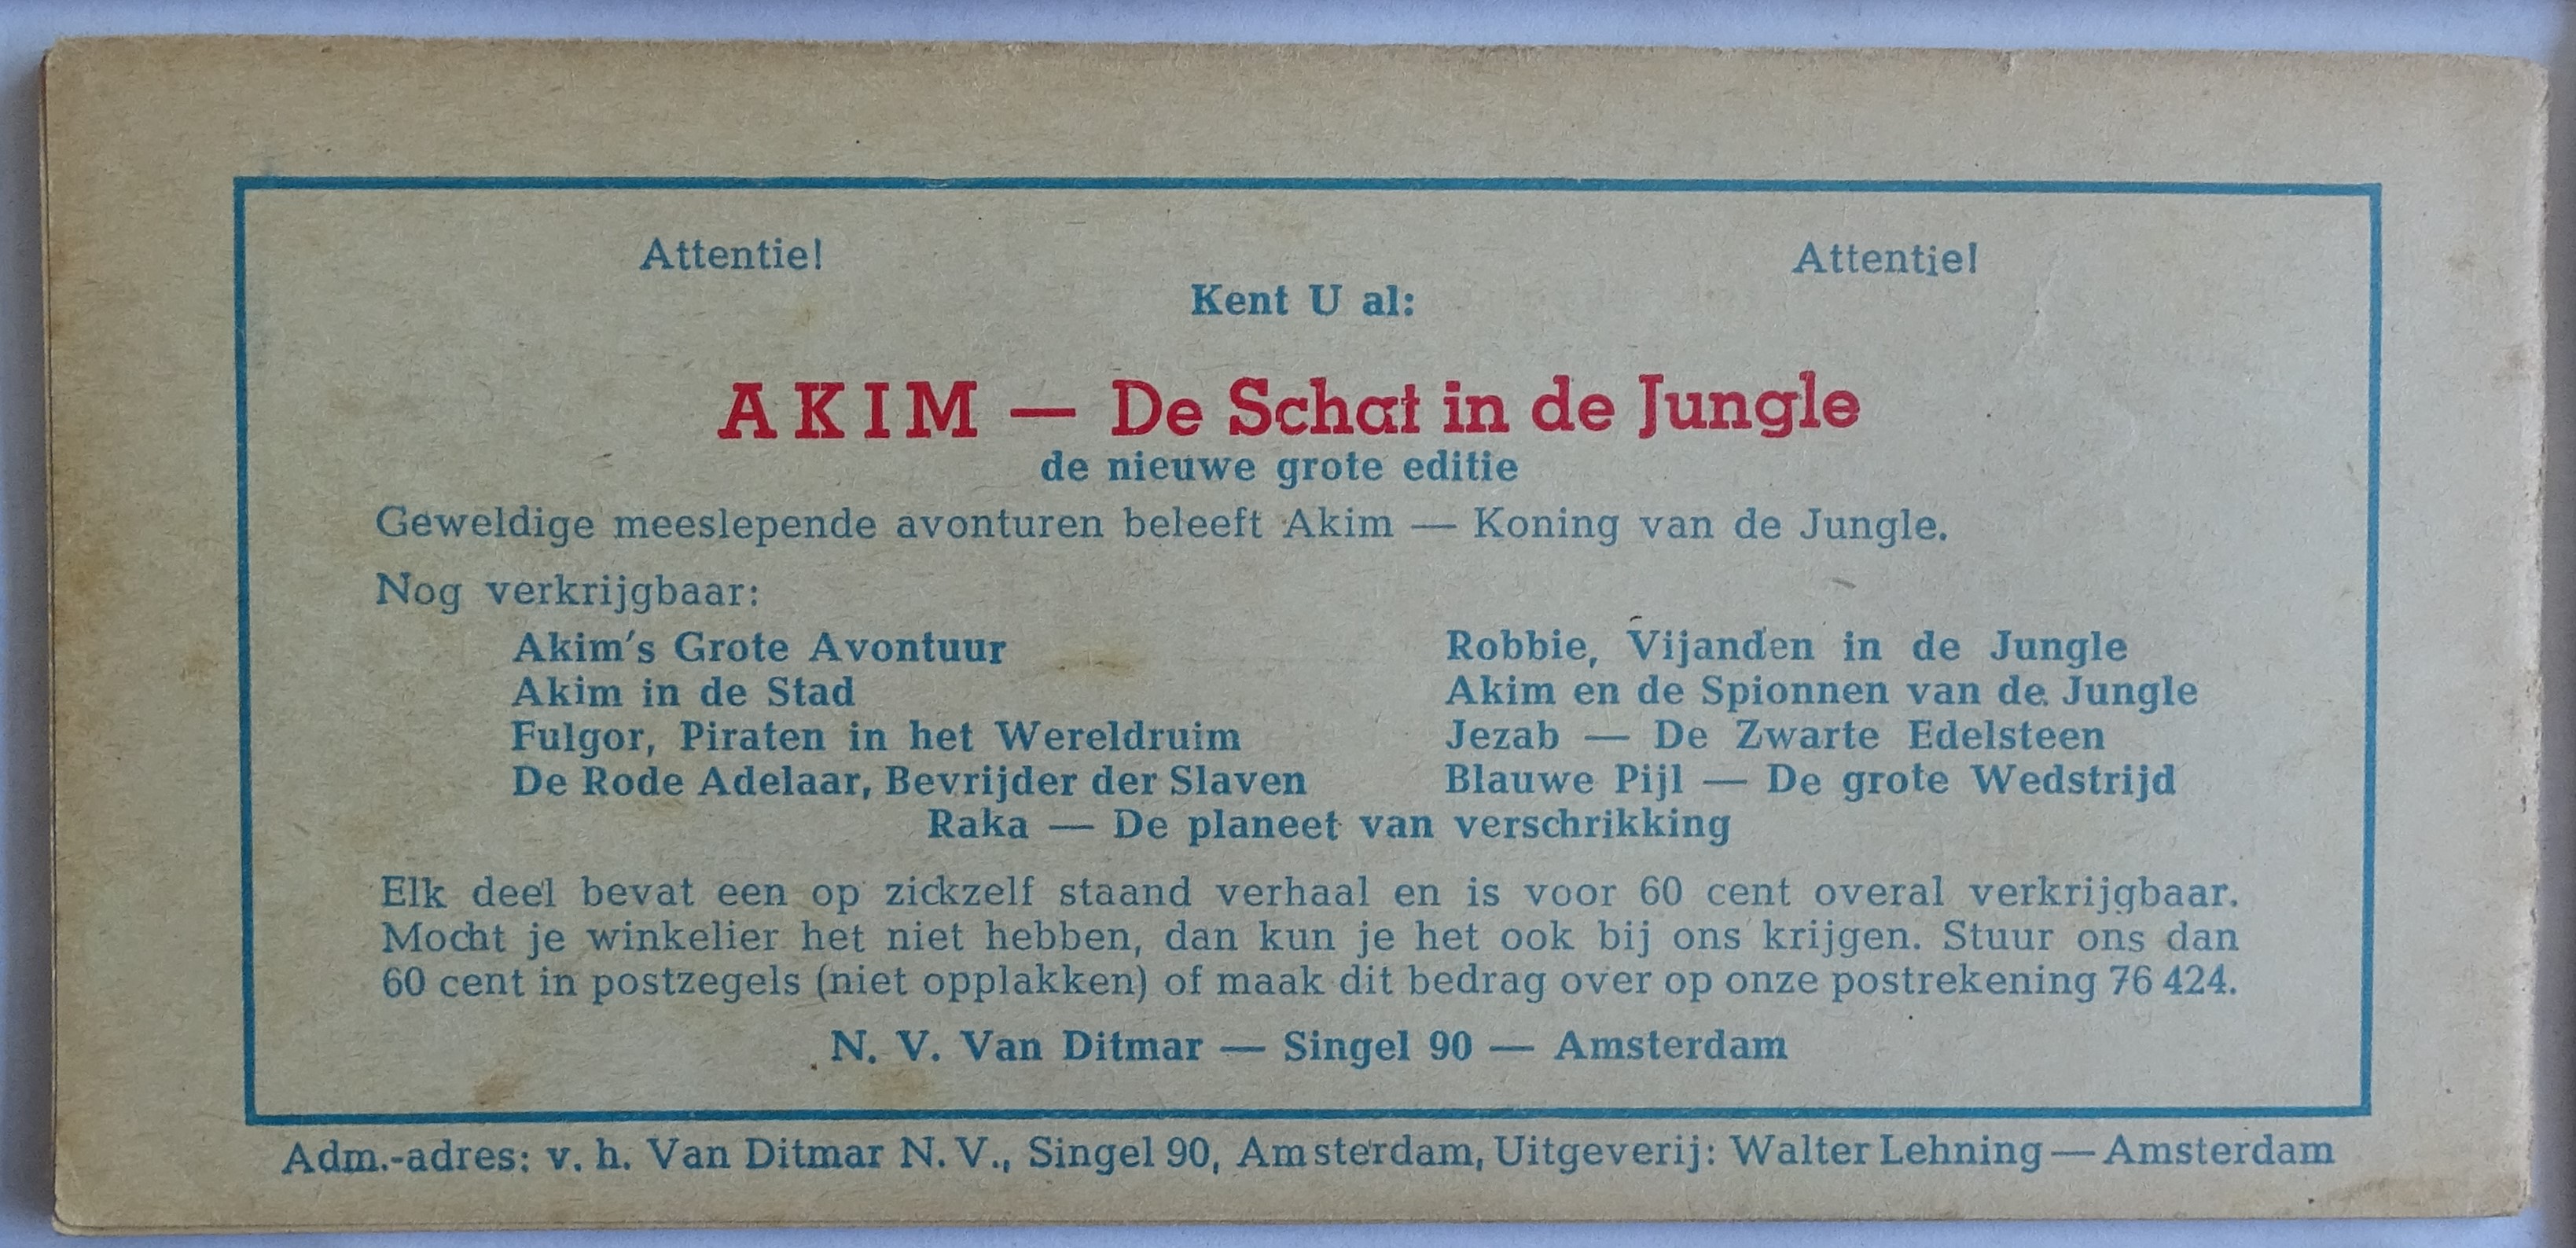 Attentie! Attentie!
Kent U al:
AKIM — De Schat in de Jungle
de nieuwe grote editie
Geweldige meeslepende avonturen beleeft Akim — Koning van de Jungle.
Nog verkrijgbaar:
Akim's Grote Avontuur Robbie, Vijanden in de Jungle
Akim in de Stad Akim en de Spionnen van de Jungle
Fulgor, Piraten in het Wereldruim Jezab — De Zwarte Edelsteen
De Rode Adelaar, Bevrijder der Slaven Blauwe Pijl — De grote Wedstrijd
Raka — De planeet van verschrikking
Elk deel bevat een op zickzelf staand verhaal en is voor 60 cent overal verkrijgbaar.
Mocht je winkelier het niet hebben, dan kun je het ook bij ons krijgen. Stuur ons dan
60 cent in postzegels (niet opplakken) of maak dit bedrag over op onze postrekening 76 424.
N. V. Van Ditmar — Singel 90 — Amsterdam
Adm.-adres: v. h. Van Ditmar N. V., Singel 90, Amsterdam, Uitgeverij: Walter Lehning — Amsterdam